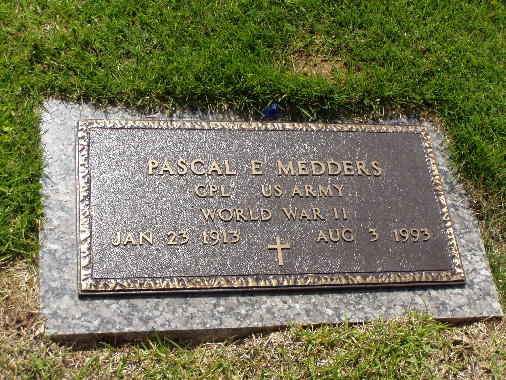 PASCAL E MEDDERS
CPL US ARMY
WORLD WAR II
JAN 23 1913 AUG 3 1993